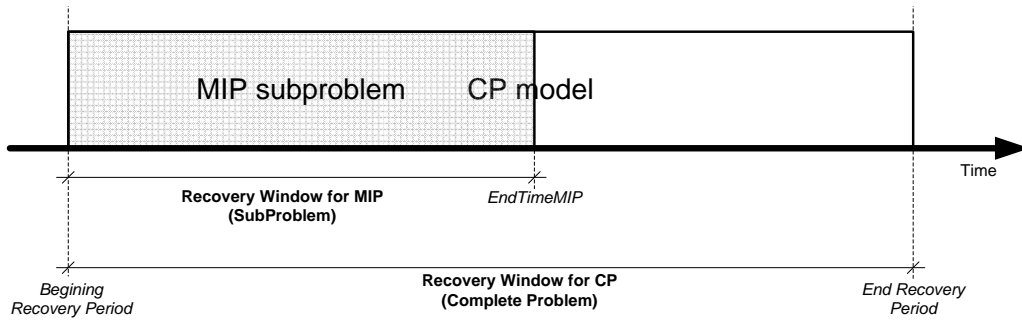 MIP subproblem CP model
Time
Recovery Window for MIP
(SubProblem)
EndTimeMIP
Recovery Window for CP
(Complete Problem)
Begining
Recovery Period
End Recovery
Period